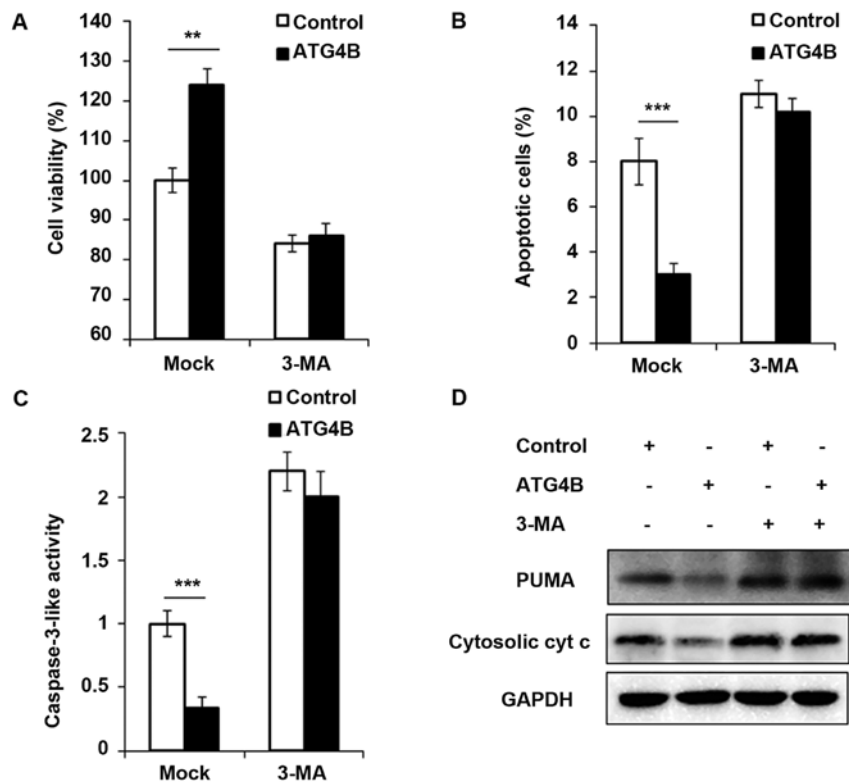 A
Control
ATG4B
**
Cell viability (%)
140
130
120
110
100
90
80
70
60
Mock 3-MA
B
Control
ATG4B
***
Apoptotic cells (%)
14
12
10
8
6
4
2
0
Mock 3-MA
C
Control
ATG4B
***
Caspase-3-like activity
2.5
2
1.5
1
0.5
0
Mock 3-MA
D
Control + - + -
ATG4B - + - +
3-MA - - + +
PUMA
Cytosolic cyt c
GAPDH